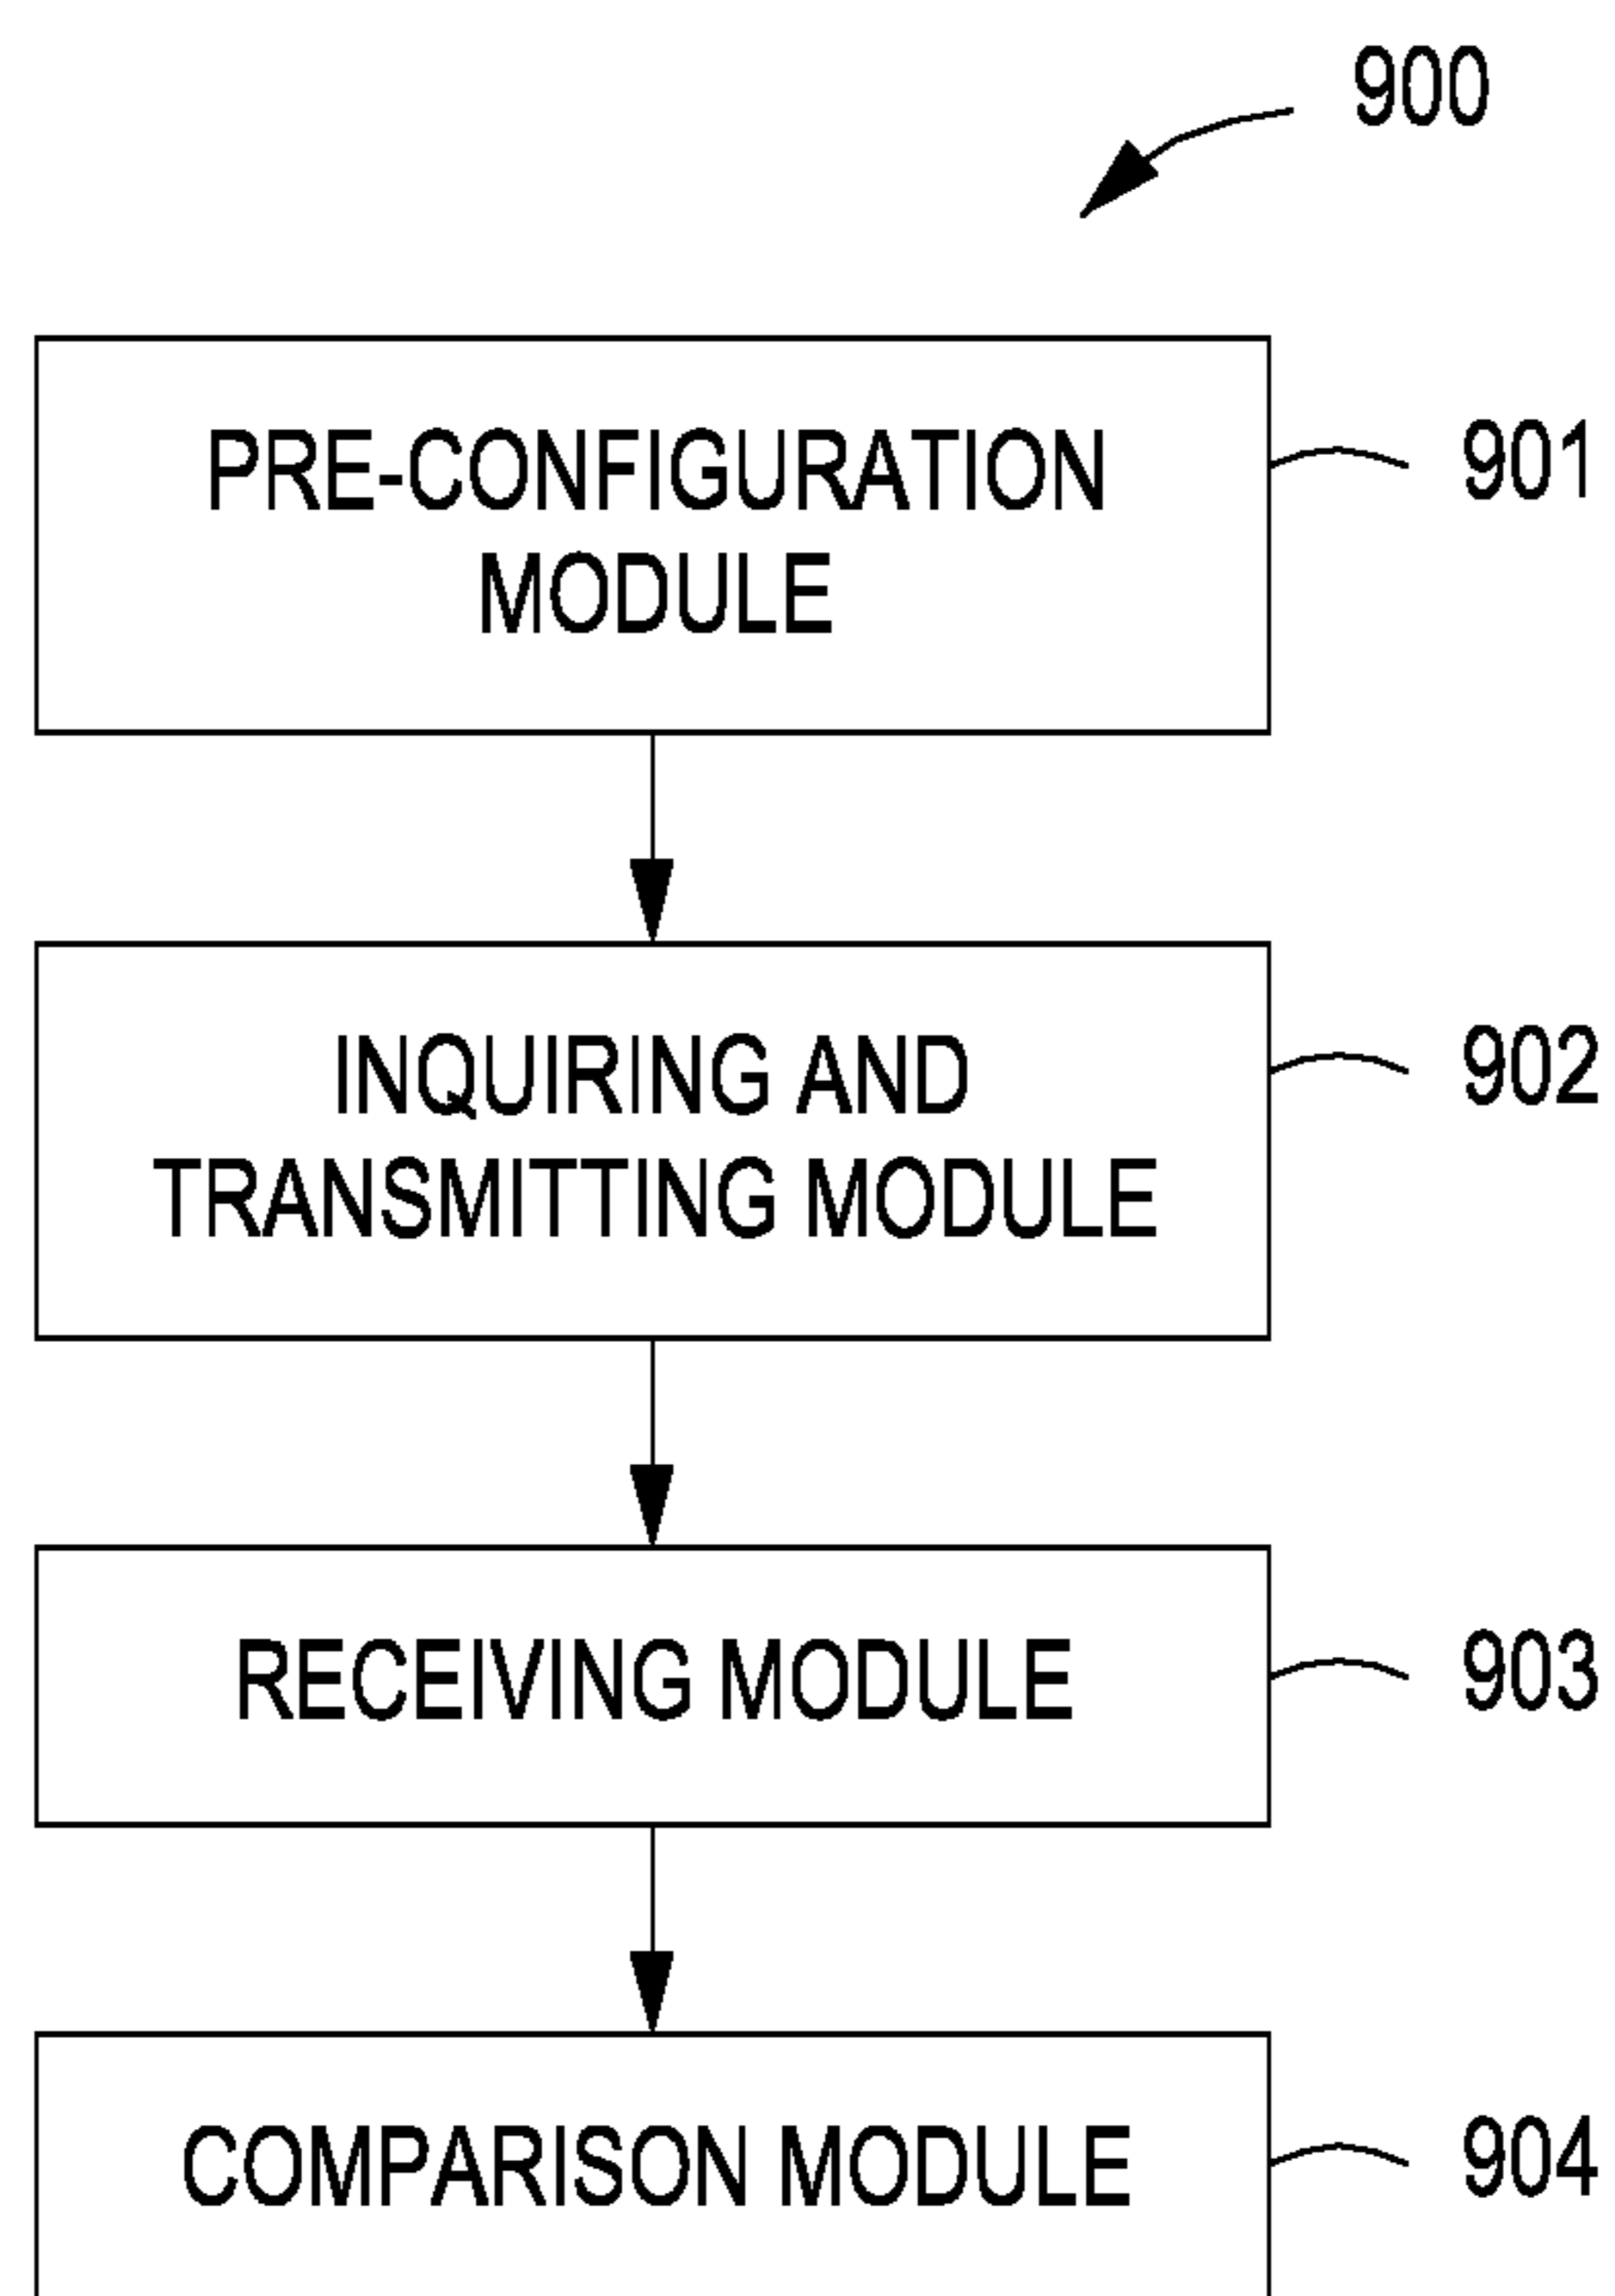 900
PRE-CONFIGURATION
MODULE
901
INQUIRING AND
TRANSMITTING MODULE
902
RECEIVING MODULE
903
COMPARISON MODULE
904